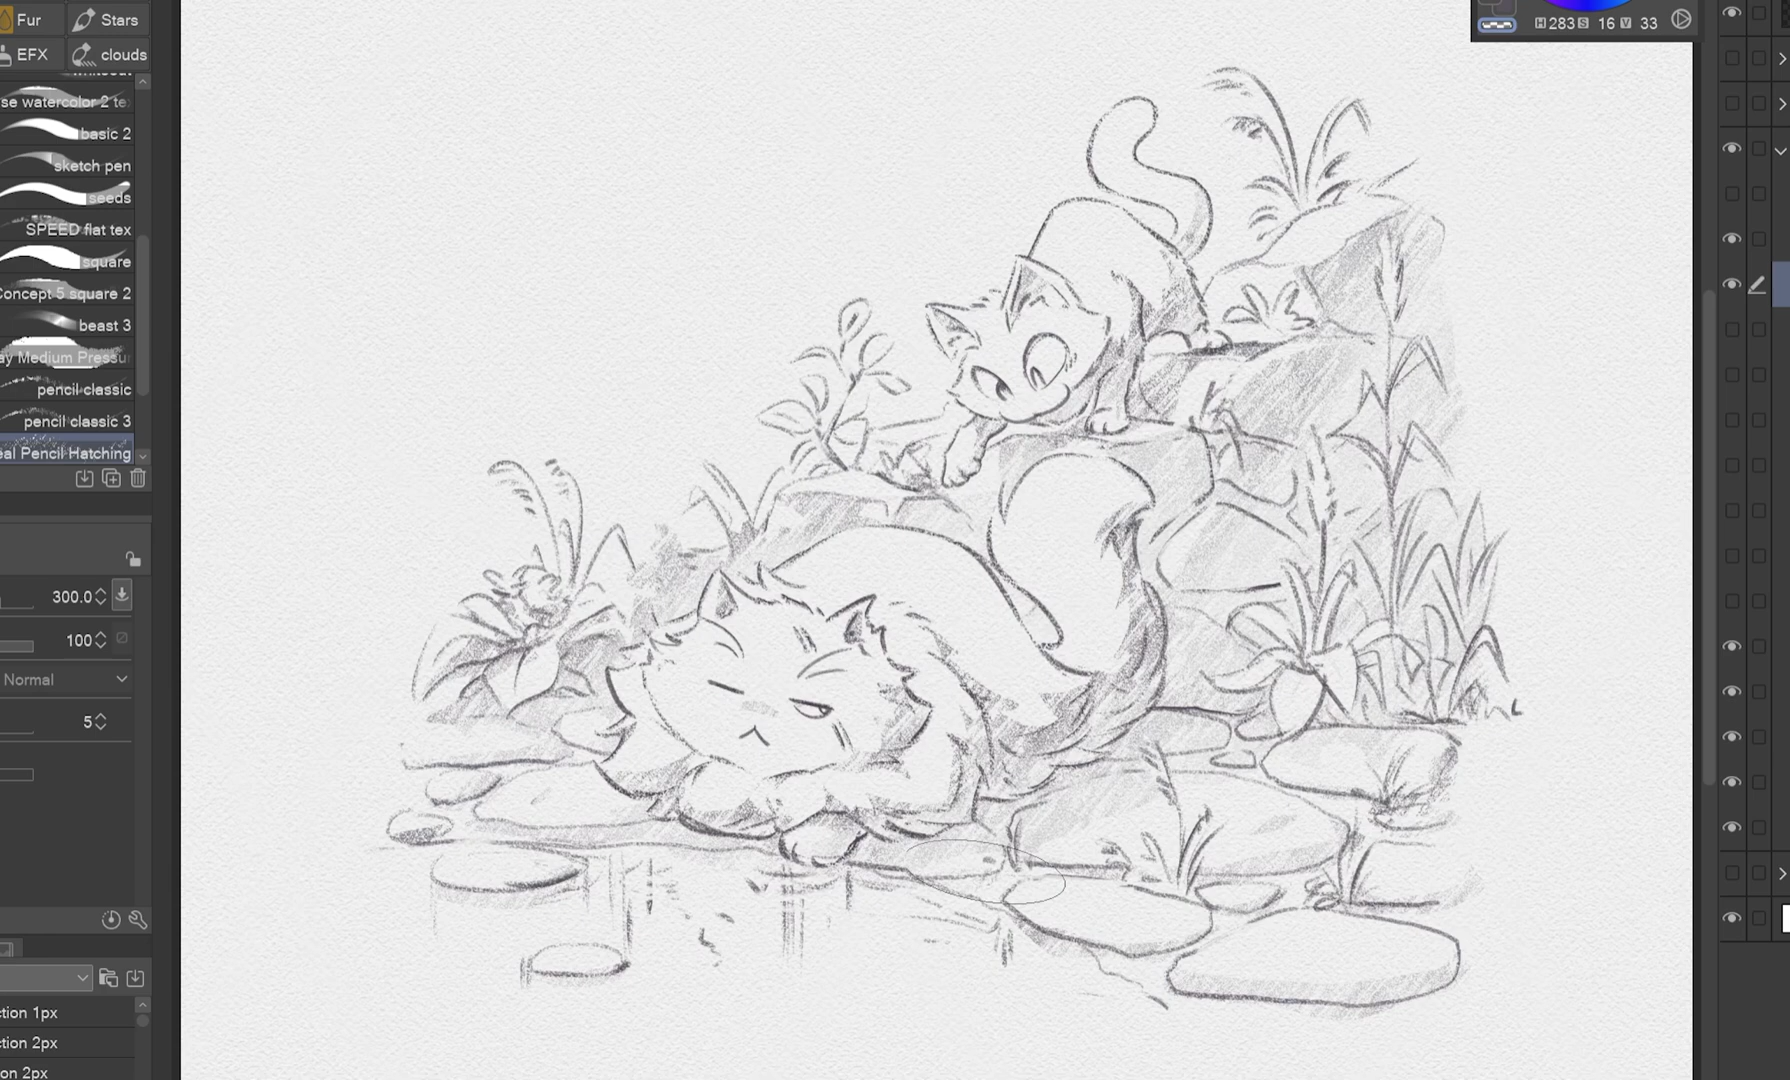 Fur
Stars
EFX
clouds
se watercolor 2 te
basic 2
sketch pen
seeds
SPEED flat tex
square
Concept 5 square 2
beast 3
ay Medium Pressu
pencil classic
pencil classic 3
eal Pencil Hatching
300.0
100
Normal
5
ction 1px
ction 2px
on 2px
H 283 S 16 V 33